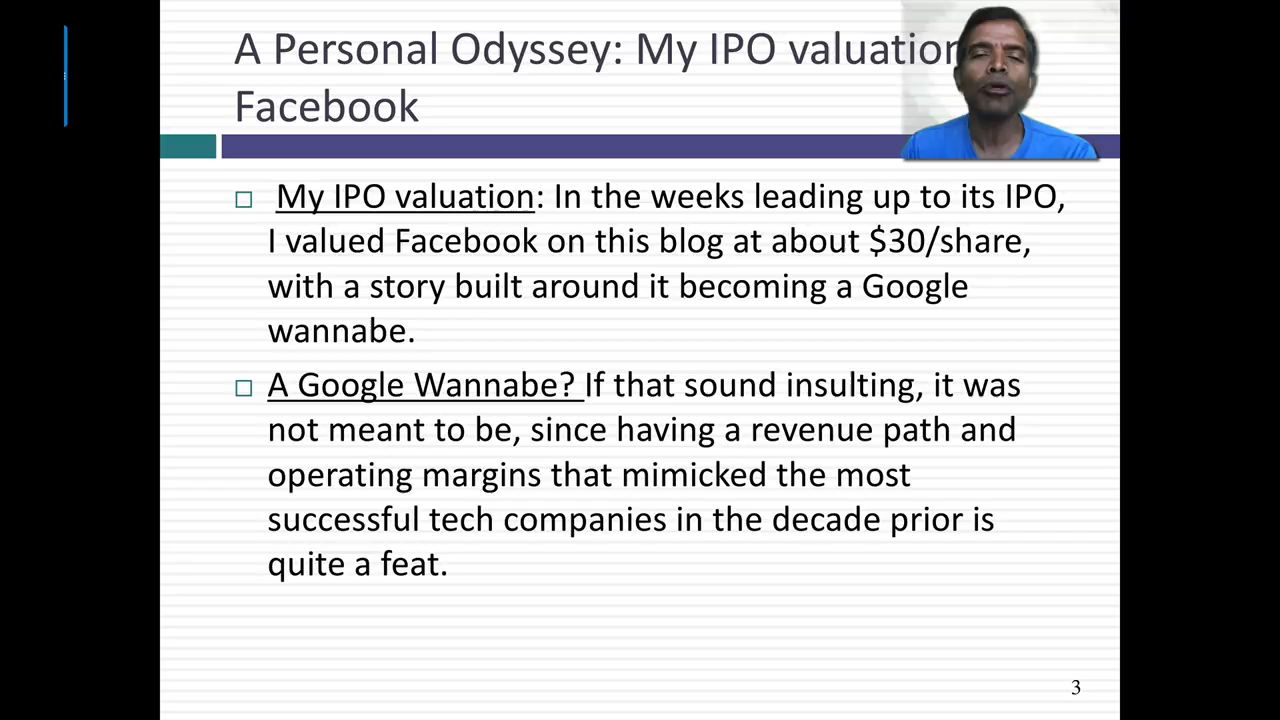 A Personal Odyssey: My IPO valuation
Facebook
My IPO valuation: In the weeks leading up to its IPO,
I valued Facebook on this blog at about $30/share,
with a story built around it becoming a Google
wannabe.
A Google Wannabe? If that sound insulting, it was
not meant to be, since having a revenue path and
operating margins that mimicked the most
successful tech companies in the decade prior is
quite a feat.
3